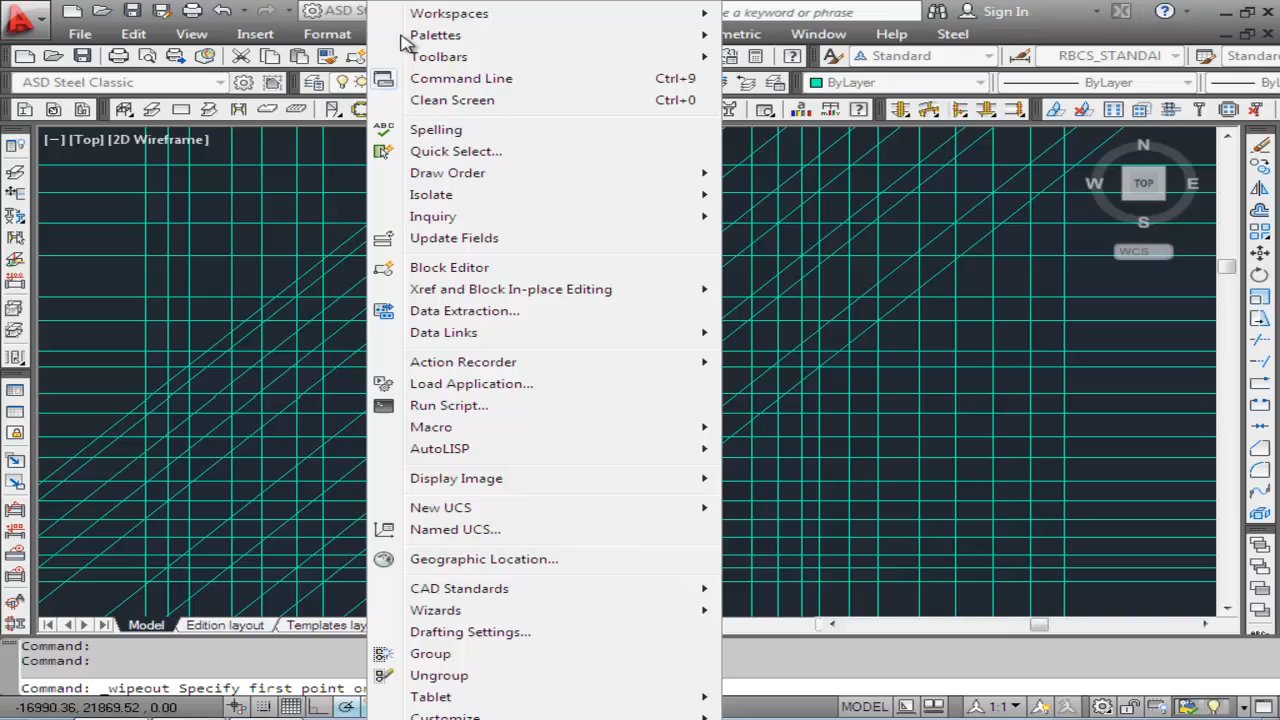 ASD S
e a keyword or phrase
Sign In
File
Edit
View
Insert
Format
etric
Window
Help
Steel
Standard
RBCS_STANDAI
Standar
ASD Steel Classic
ByLayer
ByLayer
ByL
[−] [Top] [2D Wireframe]
Workspaces
Palettes
Toolbars
Command Line Ctrl+9
Clean Screen Ctrl+0
ABC
Spelling
Quick Select...
Draw Order
Isolate
Inquiry
Update Fields
Block Editor
Xref and Block In-place Editing
Data Extraction...
Data Links
Action Recorder
Load Application...
Run Script...
Macro
AutoLISP
Display Image
New UCS
Named UCS...
Geographic Location...
CAD Standards
Wizards
Drafting Settings...
Group
Ungroup
Tablet
Customize
N
W TOP E
S
WCS
Model
Edition layout
Templates lay
Command:
Command:
Command: _wipeout Specify first point or
-16990.36, 21869.52, 0.00
MODEL
1:1